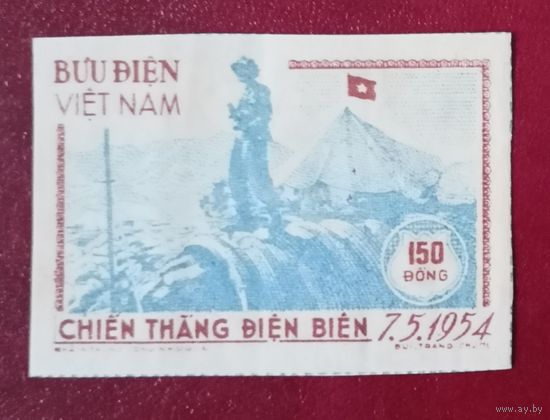 BƯU ĐIỆN
VIỆT NAM
150
ĐỒNG
CHIẾN THẮNG ĐIỆN BIÊN 7.5.1954
www.ay.by